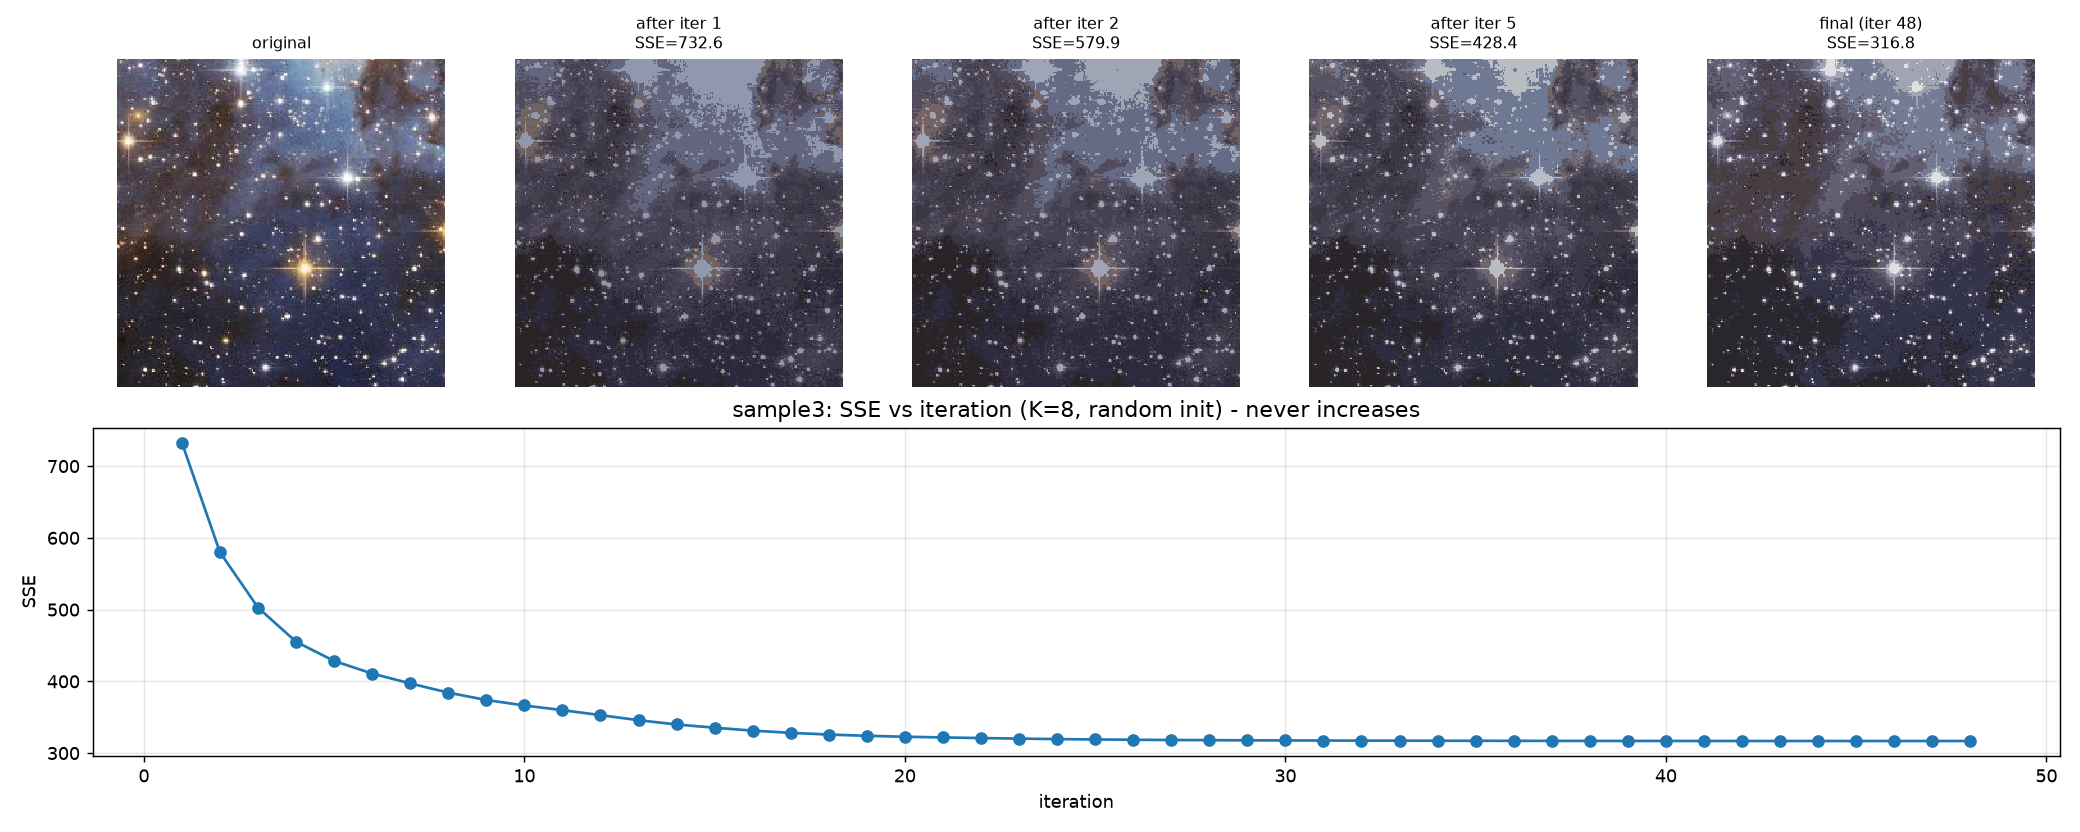 original
after iter 1
SSE=732.6
after iter 2
SSE=579.9
after iter 5
SSE=428.4
final (iter 48)
SSE=316.8
sample3: SSE vs iteration (K=8, random init) - never increases
SSE
700
600
500
400
300
0
10
20
30
40
50
iteration